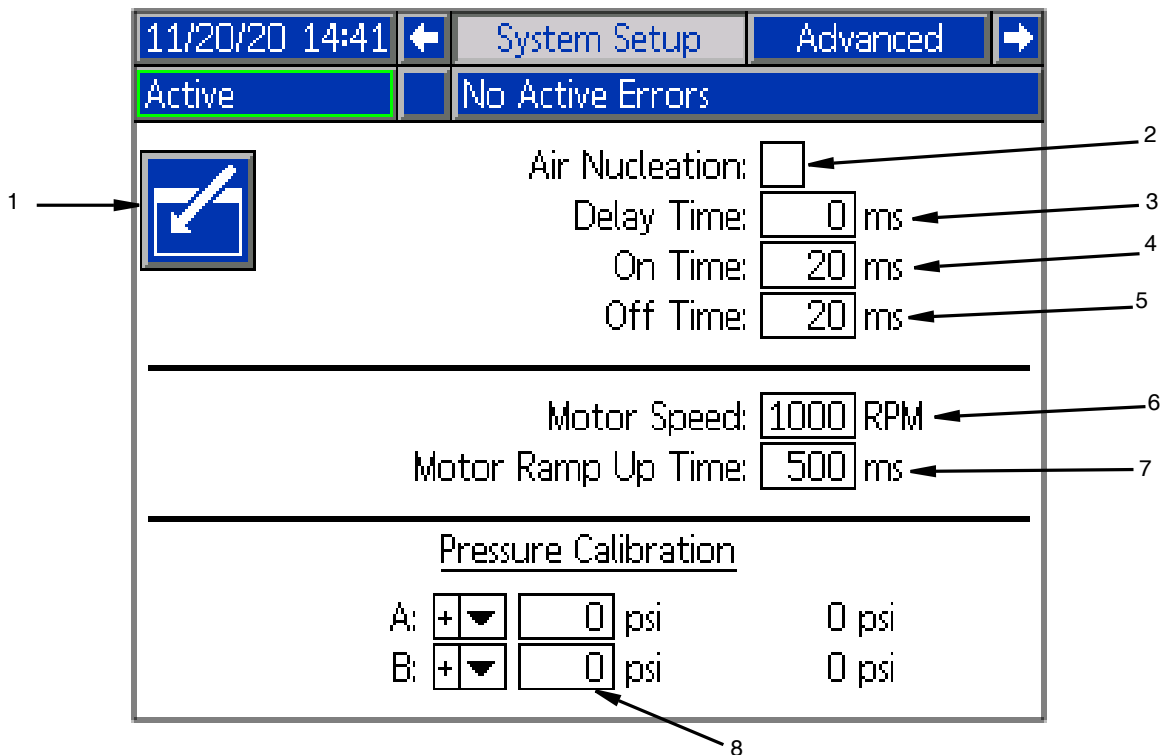 11/20/20 14:41 System Setup Advanced
Active No Active Errors
1
Air Nucleation: 2
Delay Time: 0 ms 3
On Time: 20 ms 4
Off Time: 20 ms 5
Motor Speed: 1000 RPM 6
Motor Ramp Up Time: 500 ms 7
Pressure Calibration
A: + 0 psi 0 psi
B: + 0 psi 0 psi
8